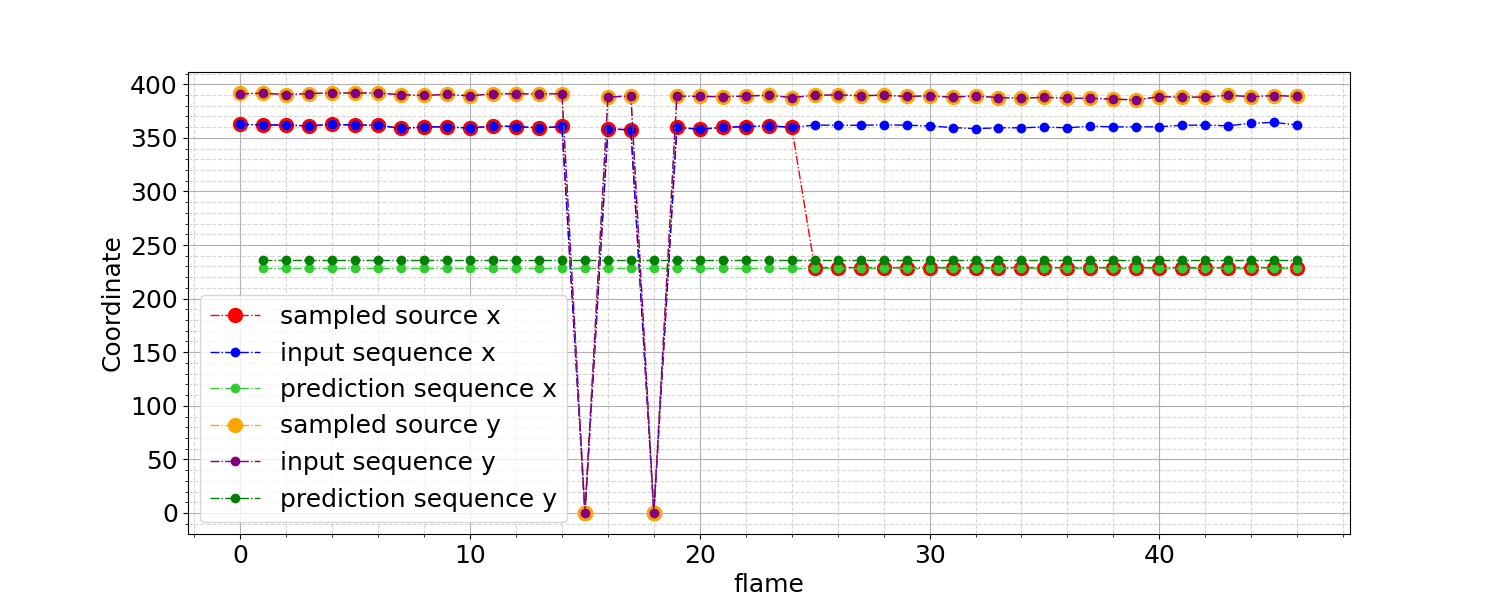 400
350
300
250
200
150
100
50
0
Coordinate
sampled source x
input sequence x
prediction sequence x
sampled source y
input sequence y
prediction sequence y
0 10 20 30 40
flame